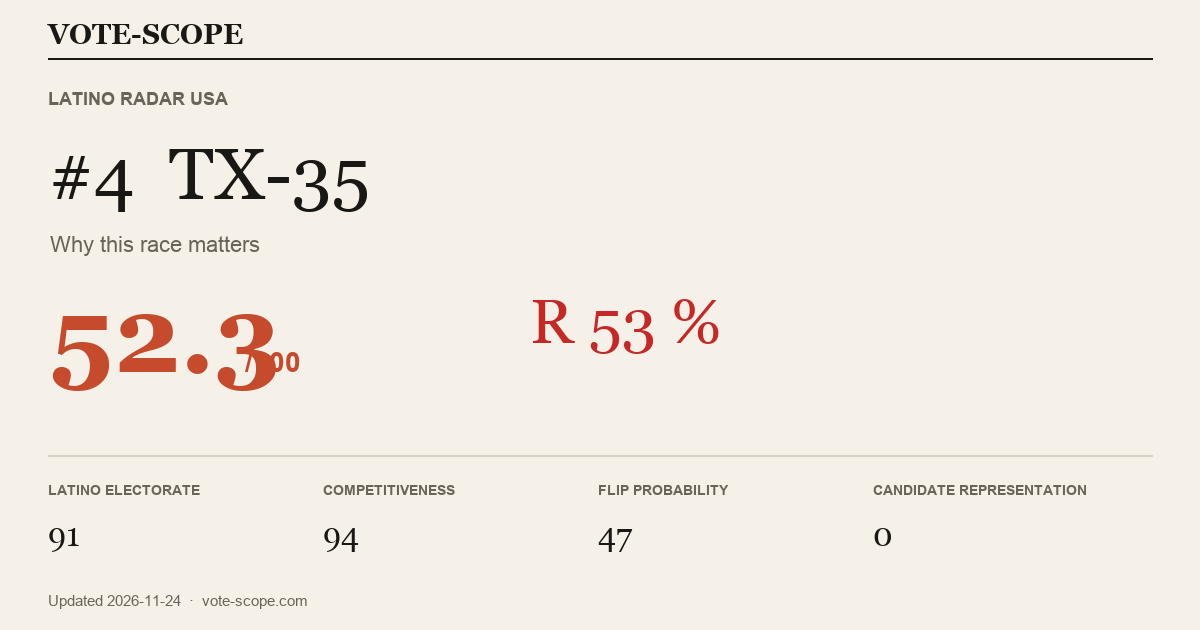 VOTE-SCOPE
LATINO RADAR USA
#4 TX-35
Why this race matters
52.3
R 53 %
LATINO ELECTORATE
COMPETITIVENESS
FLIP PROBABILITY
CANDIDATE REPRESENTATION
91
94
47
0
Updated 2026-11-24 · vote-scope.com